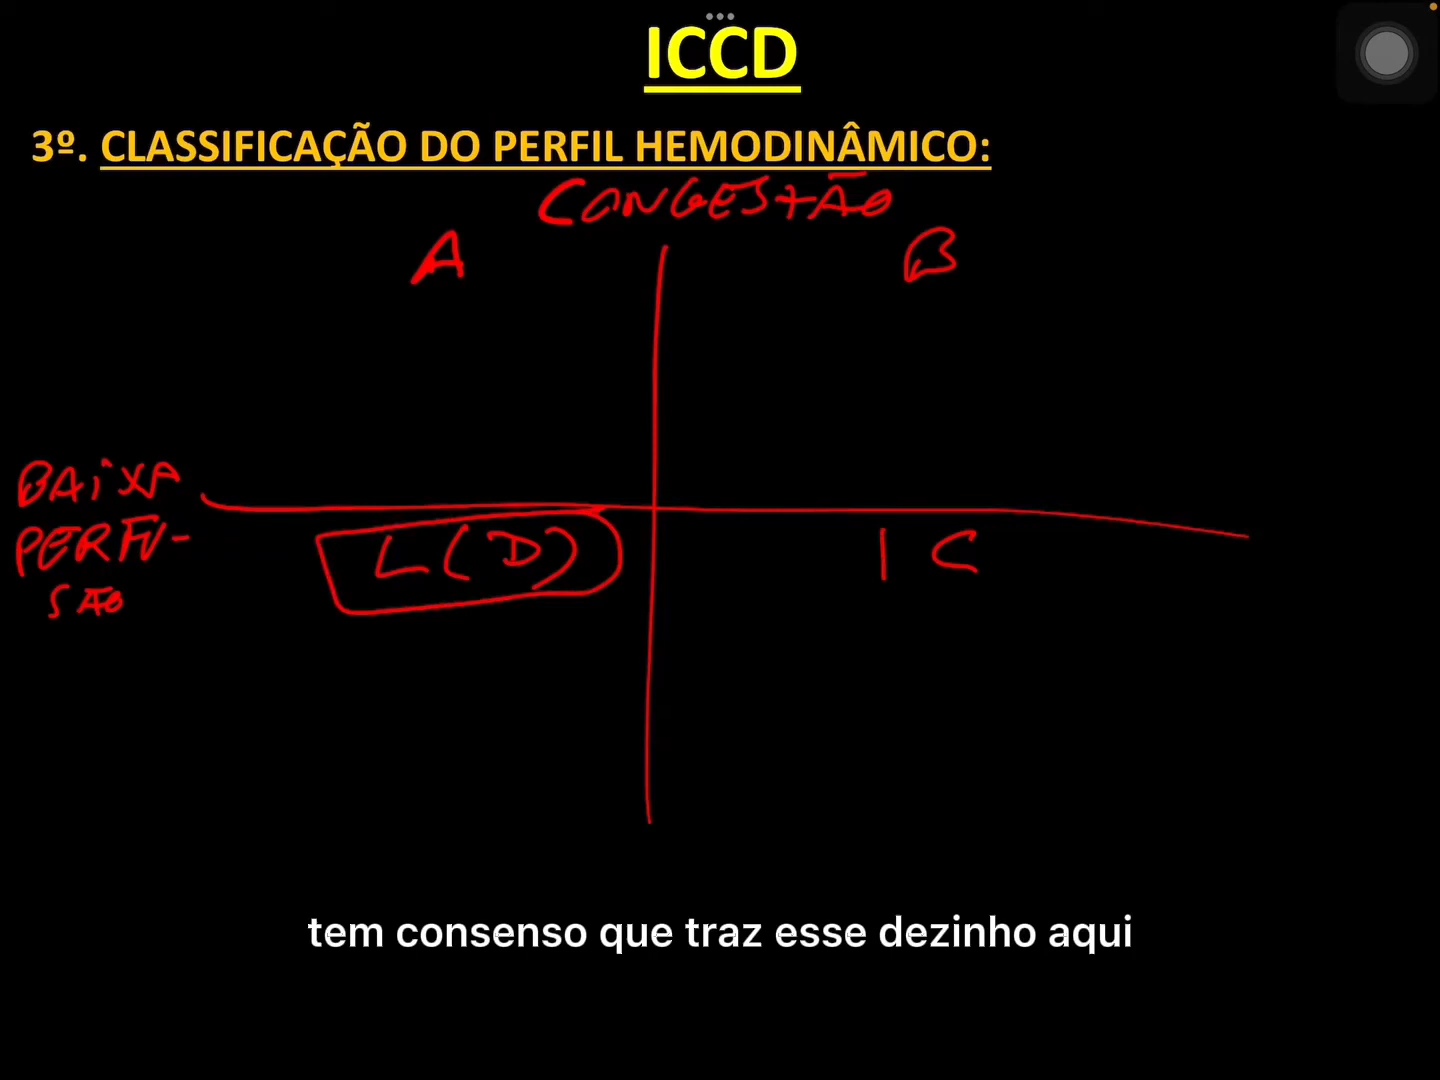 ICCD
3º. CLASSIFICAÇÃO DO PERFIL HEMODINÂMICO:
CONGESTÃO
A B
BAIXA
PERFU-
SÃO
L (D) | C
tem consenso que traz esse dezinho aqui